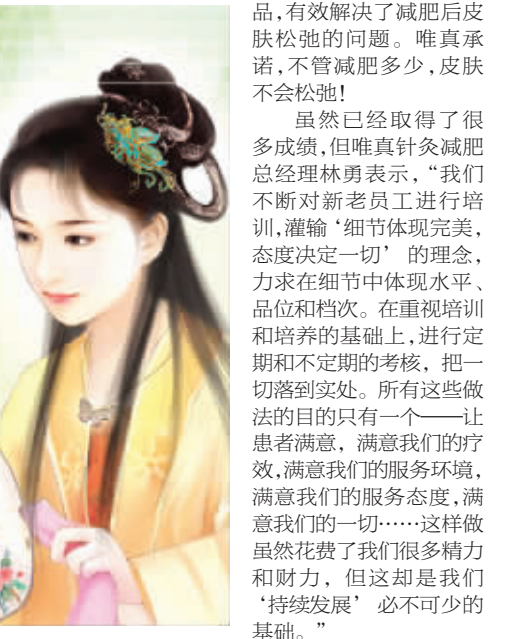 品,有效解决了减肥后皮
肤松弛的问题。唯真承
诺,不管减肥多少,皮肤
不会松弛!
虽然已经取得了很
多成绩,但唯真针灸减肥
总经理林勇表示，“我们
不断对新老员工进行培
训,灌输‘细节体现完美,
态度决定一切’的理念,
力求在细节中体现水平、
品位和档次。在重视培训
和培养的基础上,进行定
期和不定期的考核，把一
切落到实处。所有这些做
法的目的只有一个——让
患者满意，满意我们的疗
效,满意我们的服务环境,
满意我们的服务态度,满
意我们的一切……这样做
虽然花费了我们很多精力
和财力，但这却是我们
‘持续发展’必不可少的
基础。”